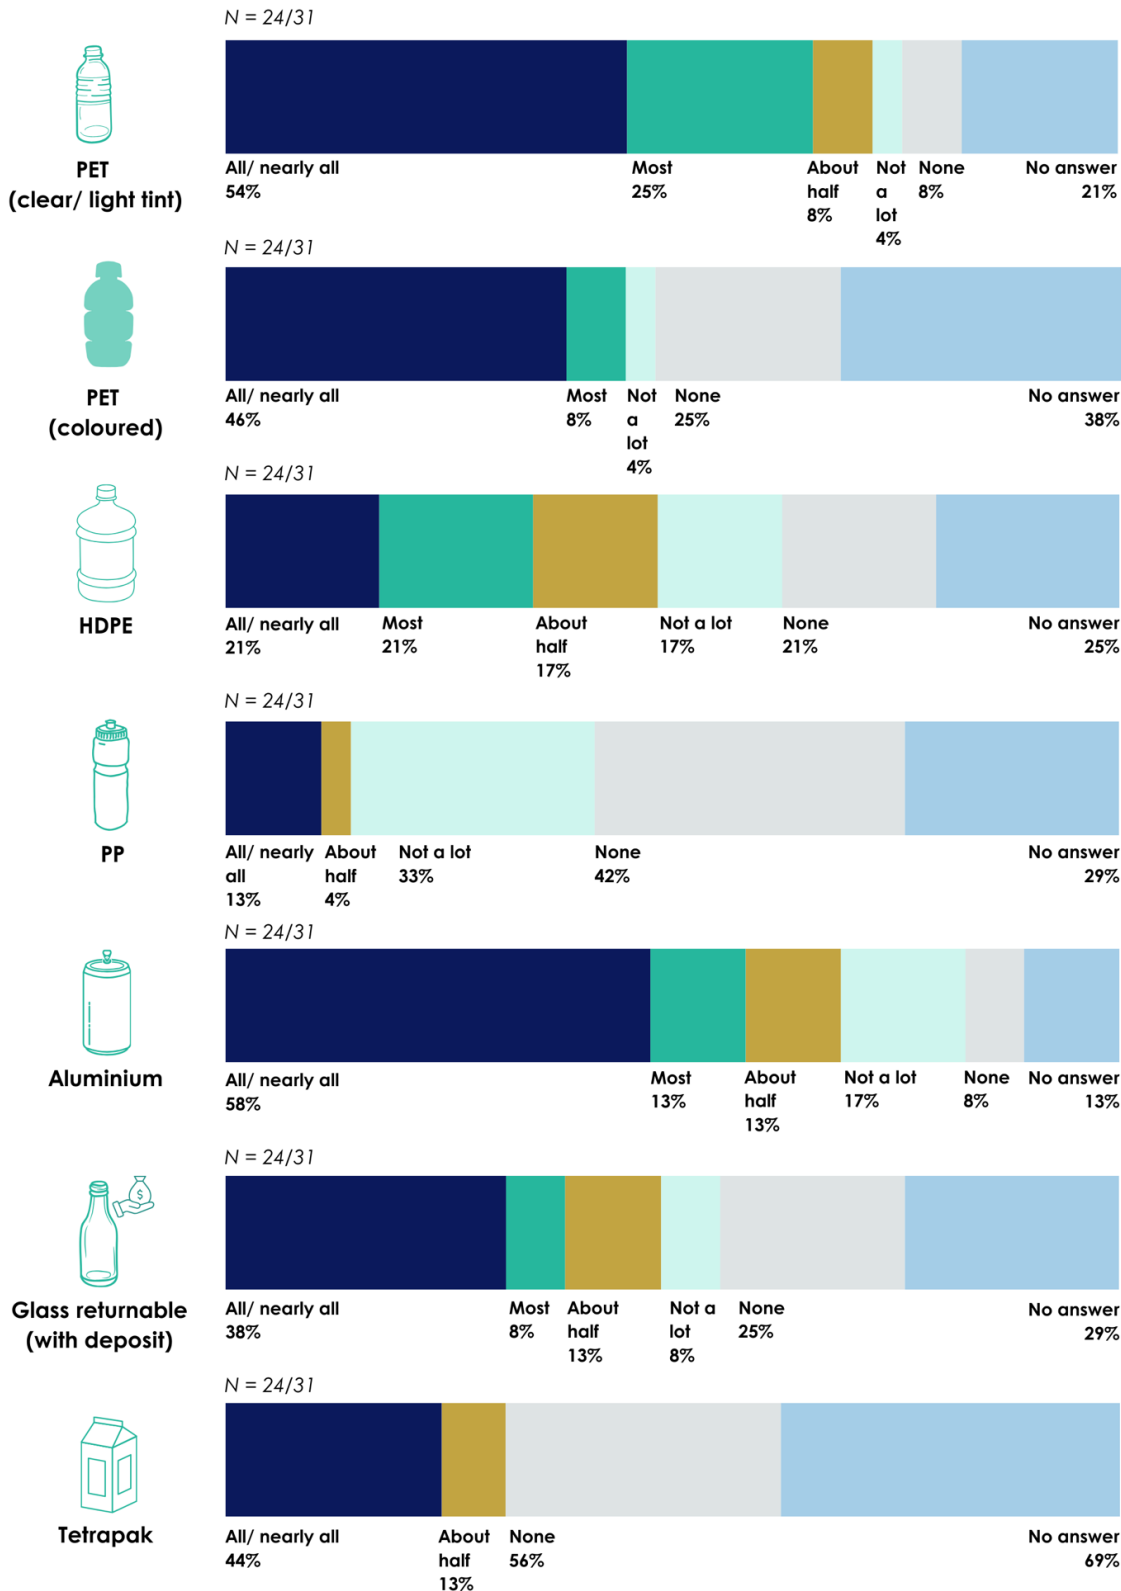 N = 24/31
PET
(clear/ light tint)
All/ nearly all
54%
Most
25%
About
half
8%
Not
a
lot
4%
None
8%
No answer
21%
N = 24/31
PET
(coloured)
All/ nearly all
46%
Most
8%
Not
a
lot
4%
None
25%
No answer
38%
N = 24/31
HDPE
All/ nearly all
21%
Most
21%
About
half
17%
Not a lot
17%
None
21%
No answer
25%
N = 24/31
PP
All/ nearly
all
13%
About
half
4%
Not a lot
33%
None
42%
No answer
29%
N = 24/31
Aluminium
All/ nearly all
58%
Most
13%
About
half
13%
Not a lot
17%
None
8%
No answer
13%
N = 24/31
$
Glass returnable
(with deposit)
All/ nearly all
38%
Most
8%
About
half
13%
Not a
lot
8%
None
25%
No answer
29%
N = 24/31
Tetrapak
All/ nearly all
44%
About
half
13%
None
56%
No answer
69%